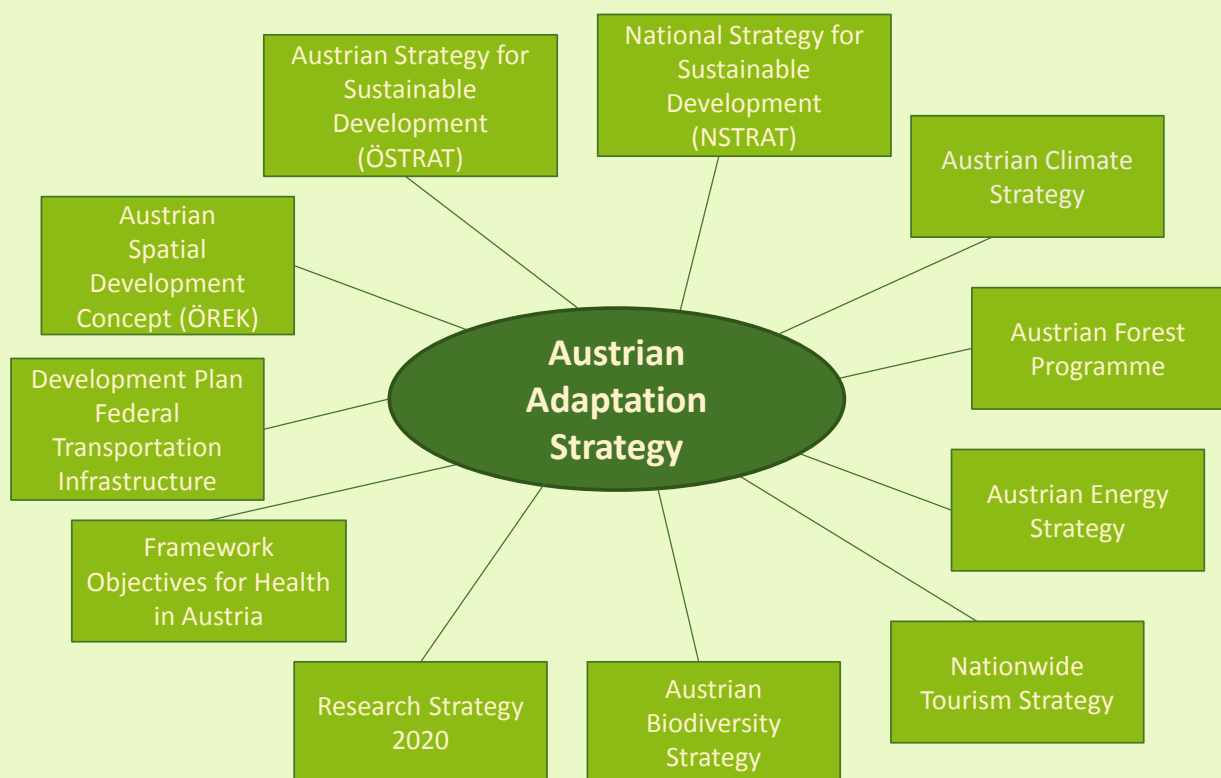 Austrian Strategy for
Sustainable
Development
(ÖSTRAT)
National Strategy for
Sustainable
Development
(NSTRAT)
Austrian Climate
Strategy
Austrian
Spatial
Development
Concept (ÖREK)
Austrian Forest
Programme
Austrian
Adaptation
Strategy
Development Plan
Federal
Transportation
Infrastructure
Austrian Energy
Strategy
Framework
Objectives for Health
in Austria
Nationwide
Tourism Strategy
Research Strategy
2020
Austrian
Biodiversity
Strategy